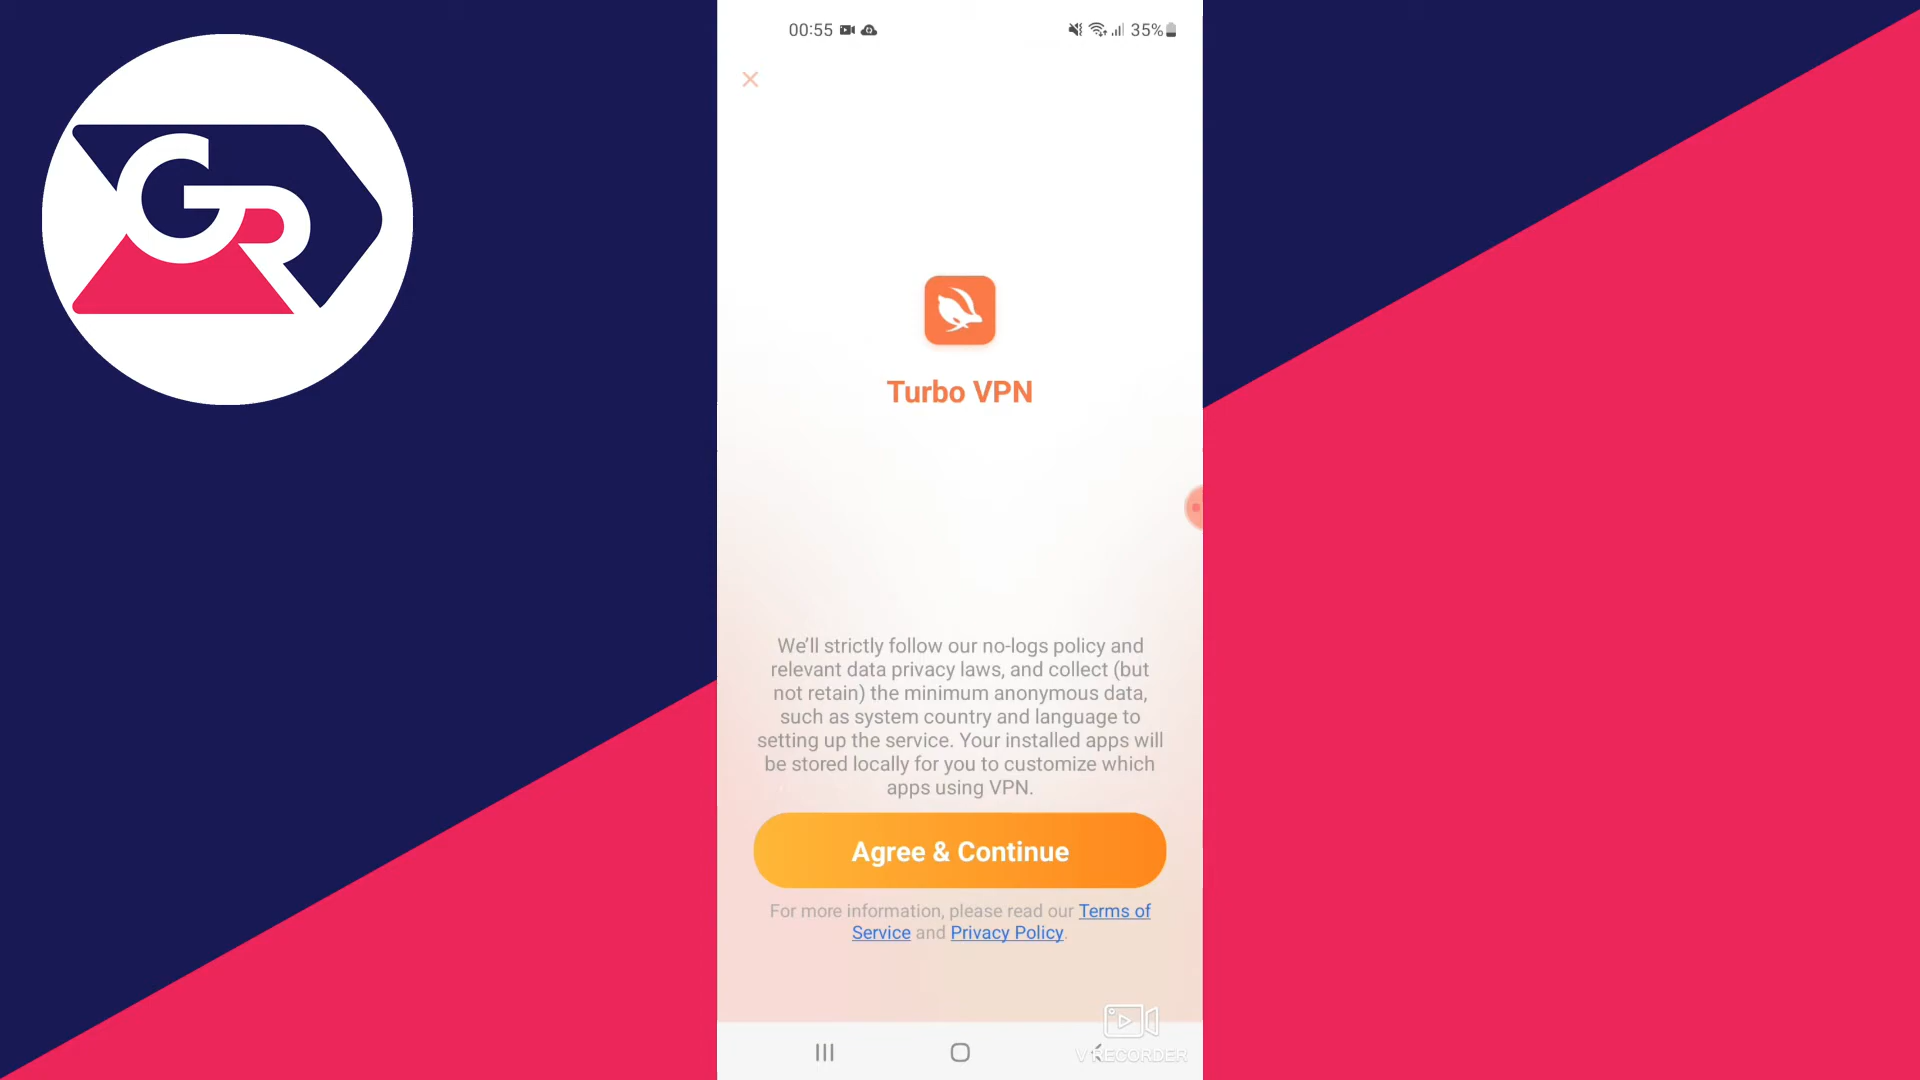 GR
00:55
35%
Turbo VPN
We'll strictly follow our no-logs policy and
relevant data privacy laws, and collect (but
not retain) the minimum anonymous data,
such as system country and language to
setting up the service. Your installed apps will
be stored locally for you to customize which
apps using VPN.
Agree & Continue
For more information, please read our Terms of
Service and Privacy Policy.
V RECORDER